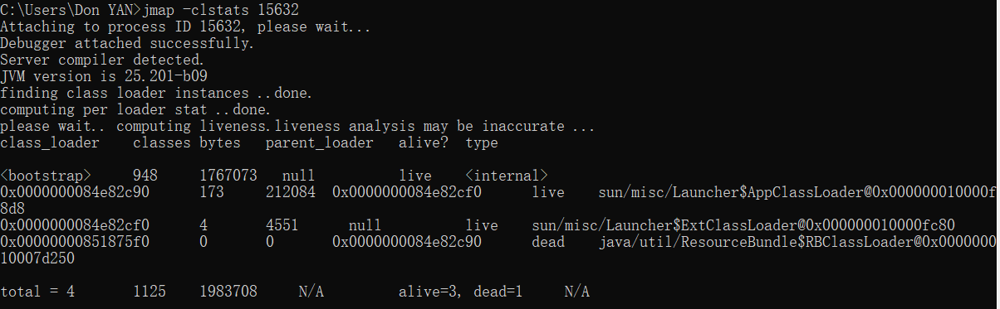 C:\Users\Don YAN>jmap -clstats 15632
Attaching to process ID 15632, please wait...
Debugger attached successfully.
Server compiler detected.
JVM version is 25.201-b09
finding class loader instances ..done.
computing per loader stat ..done.
please wait.. computing liveness.liveness analysis may be inaccurate ...
class_loader classes bytes parent_loader alive? type
<bootstrap> 948 1767073 null live <internal>
0x0000000084e82c90 173 212084 0x0000000084e82cf0 live sun/misc/Launcher$AppClassLoader@0x000000010000f
8d8
0x0000000084e82cf0 4 4551 null live sun/misc/Launcher$ExtClassLoader@0x000000010000fc80
0x00000000851875f0 0 0 0x0000000084e82c90 dead java/util/ResourceBundle$RBClassLoader@0x0000000
10007d250
total = 4 1125 1983708 N/A alive=3, dead=1 N/A